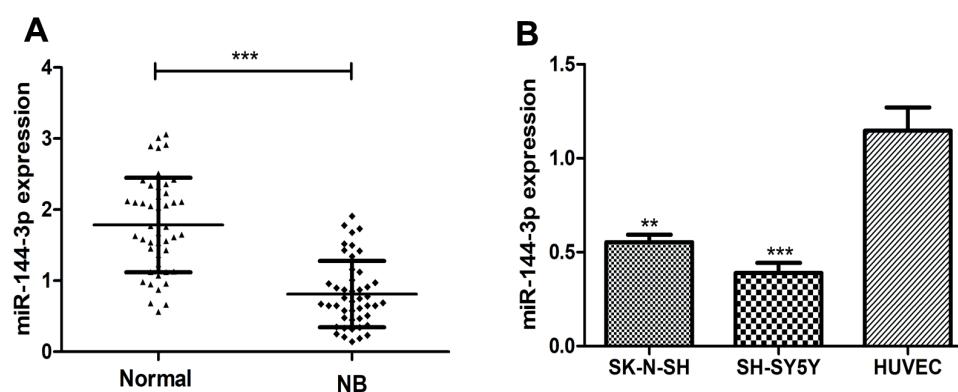 A
miR-144-3p expression
4
3
2
1
0
***
Normal
NB
B
miR-144-3p expression
1.5
1.0
0.5
0.0
**
***
SK-N-SH
SH-SY5Y
HUVEC